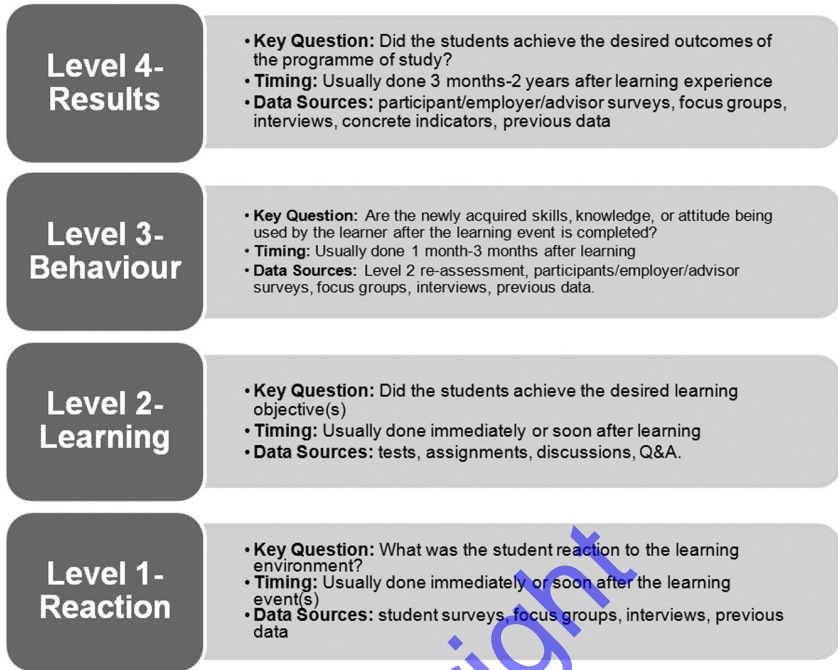 Level 4-
Results
• Key Question: Did the students achieve the desired outcomes of
the programme of study?
• Timing: Usually done 3 months-2 years after learning experience
• Data Sources: participant/employer/advisor surveys, focus groups,
interviews, concrete indicators, previous data
Level 3-
Behaviour
• Key Question: Are the newly acquired skills, knowledge, or attitude being
used by the learner after the learning event is completed?
• Timing: Usually done 1 month-3 months after learning
• Data Sources: Level 2 re-assessment, participants/employer/advisor
surveys, focus groups, interviews, previous data.
Level 2-
Learning
• Key Question: Did the students achieve the desired learning
objective(s)
• Timing: Usually done immediately or soon after learning
• Data Sources: tests, assignments, discussions, Q&A.
Level 1-
Reaction
• Key Question: What was the student reaction to the learning
environment?
• Timing: Usually done immediately or soon after the learning
event(s)
• Data Sources: student surveys, focus groups, interviews, previous
data
right